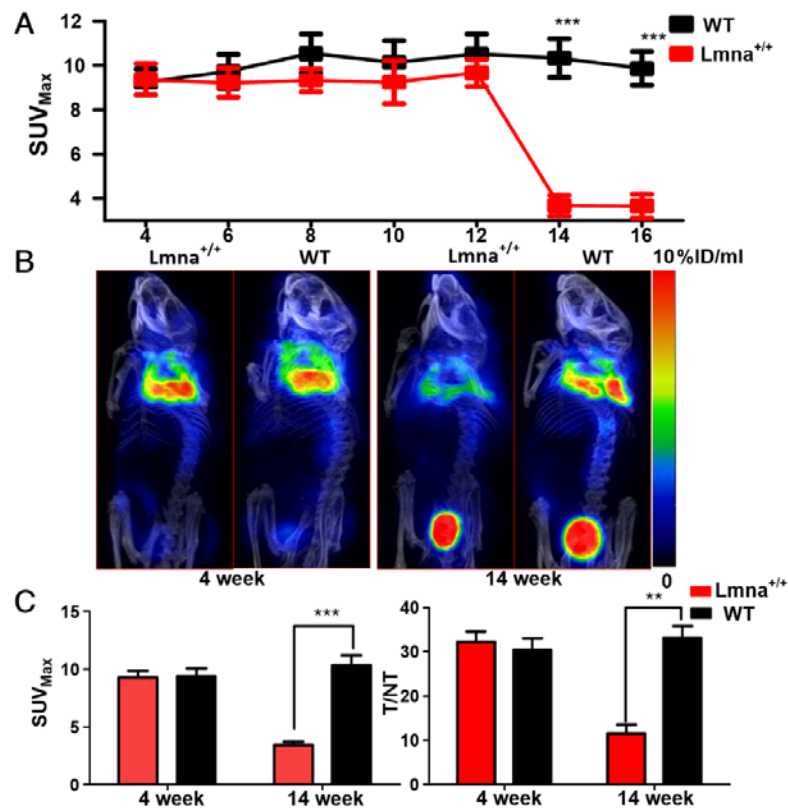 A
12
10
8
6
4
SUVMax
*** ***
WT
Lmna+/+
4 6 8 10 12 14 16
B
Lmna+/+ WT Lmna+/+ WT 10 %ID/ml
4 week 14 week 0
C
Lmna+/+
WT
15
10
5
0
SUVMax
***
4 week 14 week
40
30
20
10
0
T/NT
**
4 week 14 week